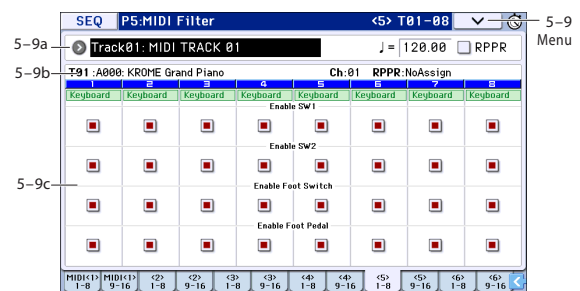 SEQ P5:MIDI Filter <5> T01-08
5–9
Menu
5–9a
Track01: MIDI TRACK 01 ♩= 120.00 RPPR
5–9b
T01 :A000: KROME Grand Piano Ch:01 RPPR:NoAssign
1 2 3 4 5 6 7 8
Keyboard Keyboard Keyboard Keyboard Keyboard Keyboard Keyboard Keyboard
Enable SW1
Enable SW2
5–9c
Enable Foot Switch
Enable Foot Pedal
MIDI<1> MIDI<1> <2> <2> <3> <3> <4> <4> <5> <5> <6> <6>
1-8 9-16 1-8 9-16 1-8 9-16 1-8 9-16 1-8 9-16 1-8 9-16